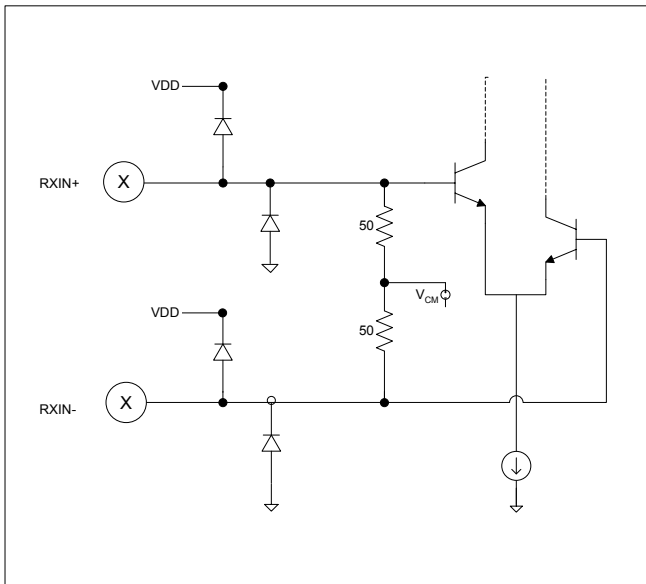 VDD
RXIN+
X
50
V_CM
50
VDD
RXIN-
X